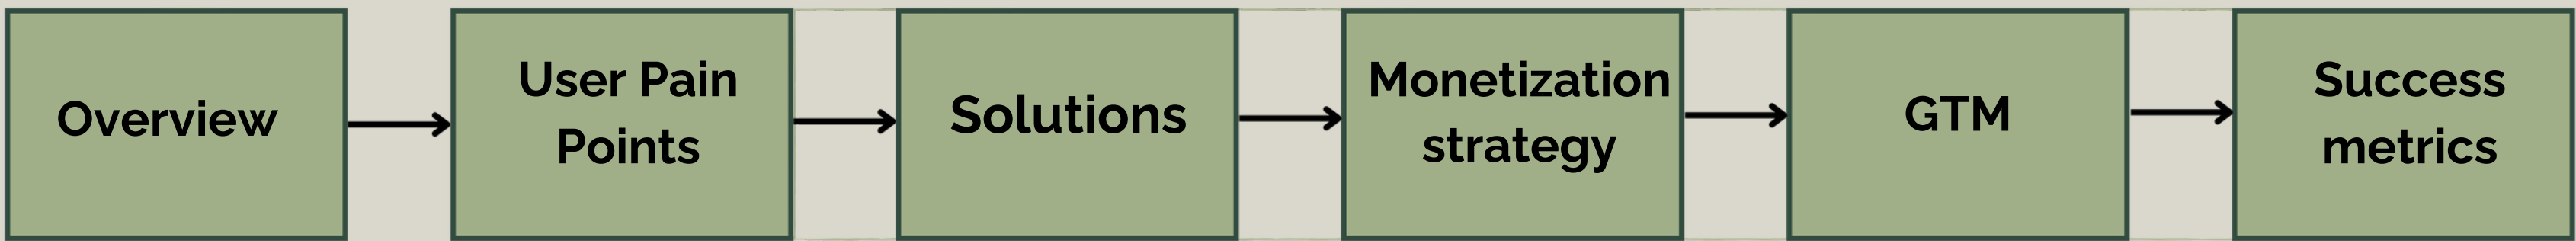 Overview
User Pain
Points
Solutions
Monetization
strategy
GTM
Success
metrics